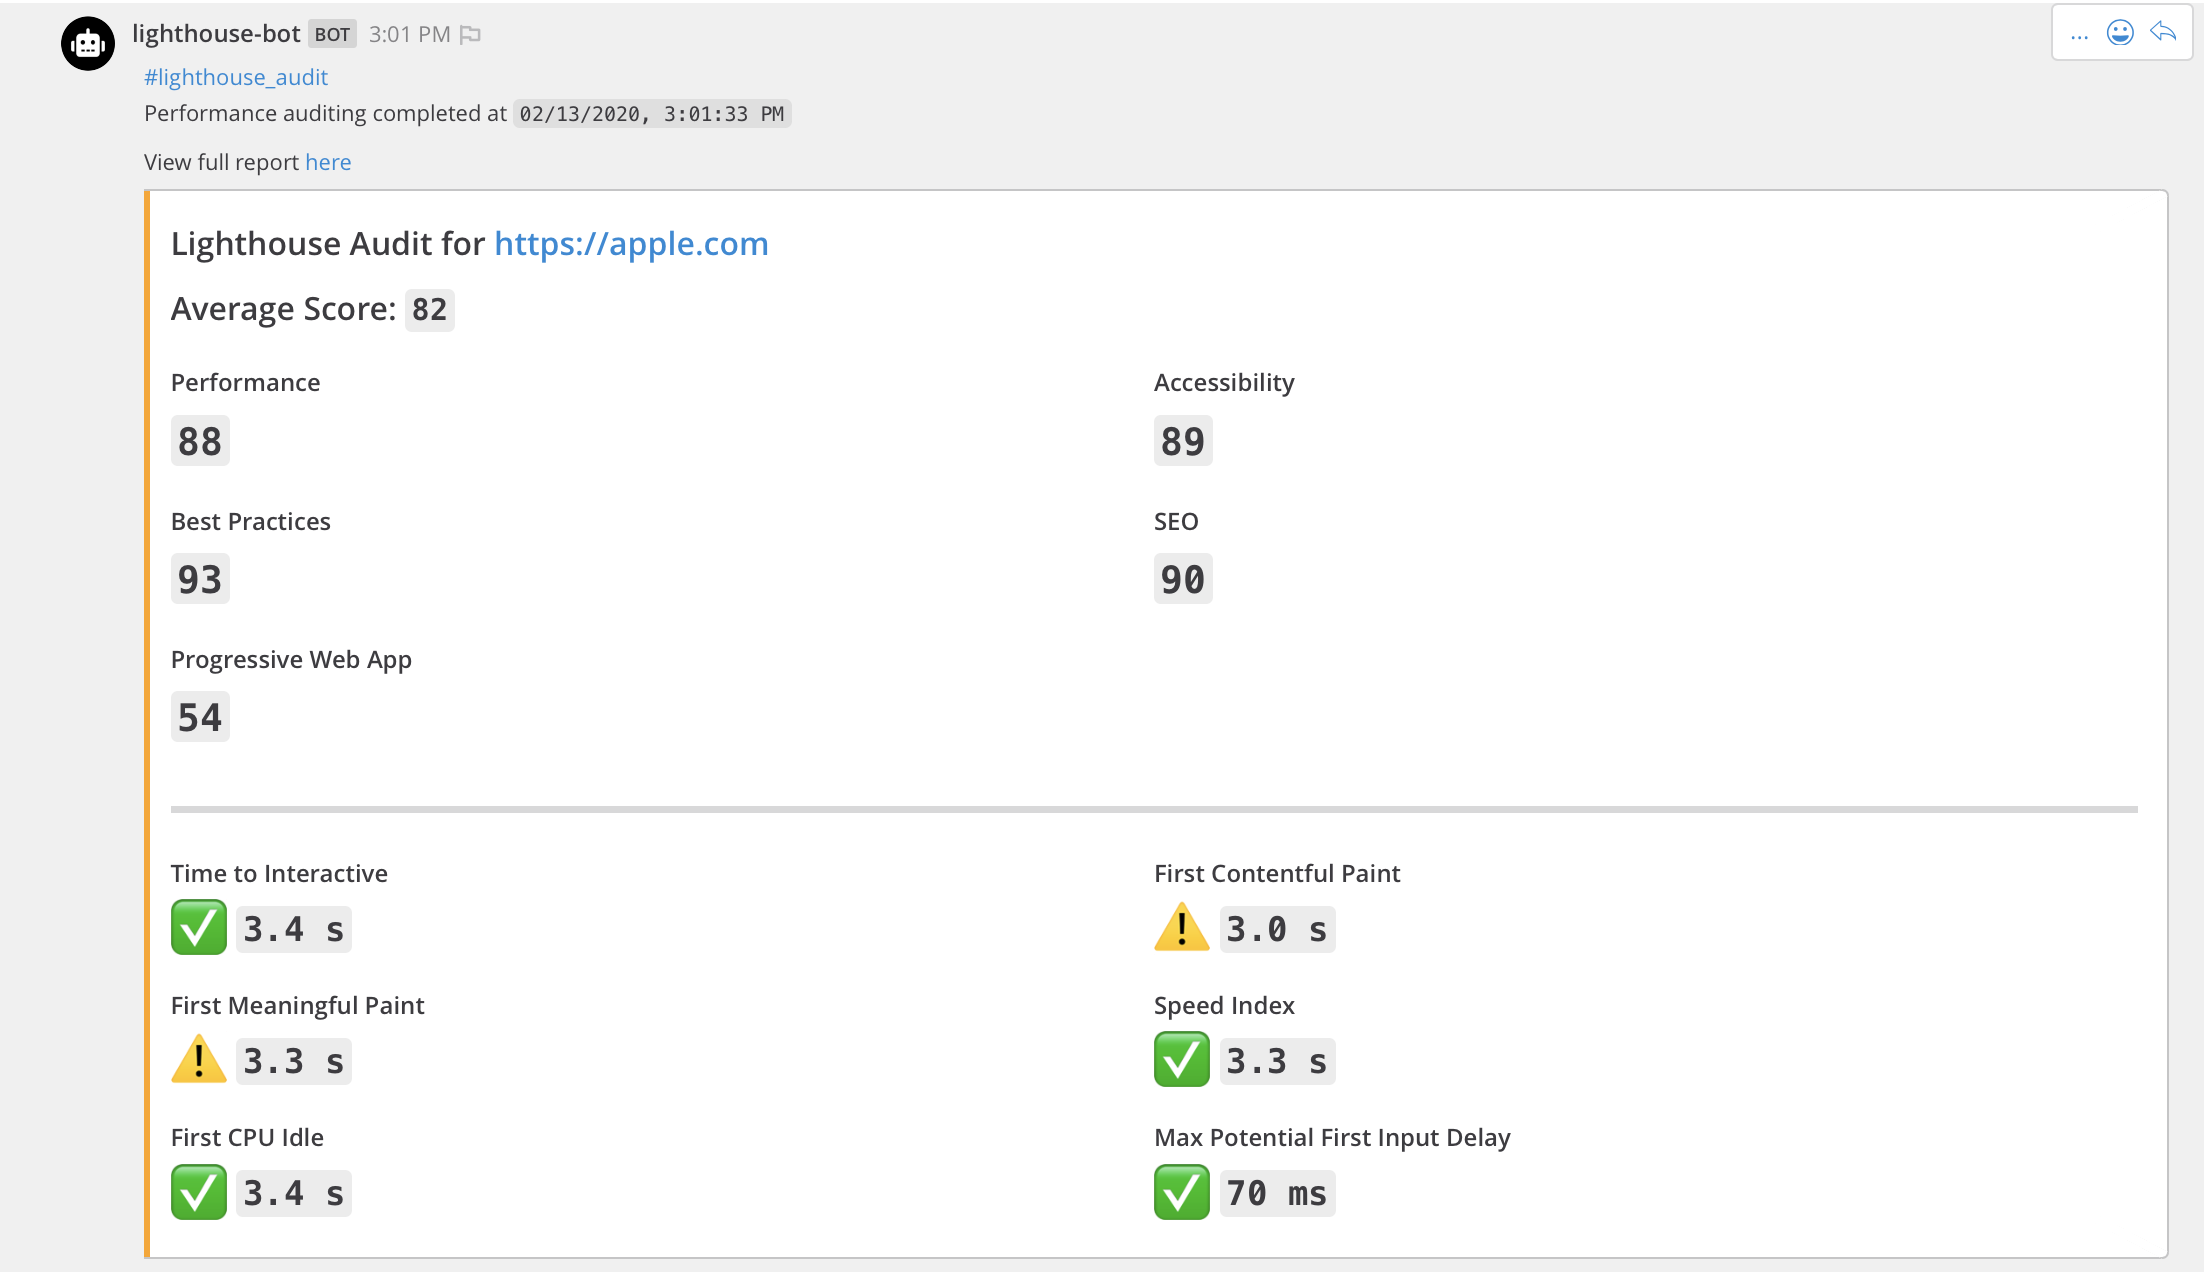 lighthouse-bot BOT 3:01 PM
#lighthouse_audit
Performance auditing completed at 02/13/2020, 3:01:33 PM
View full report here
Lighthouse Audit for https://apple.com
Average Score: 82
Performance
88
Accessibility
89
Best Practices
93
SEO
90
Progressive Web App
54
Time to Interactive
3.4 s
First Contentful Paint
3.0 s
First Meaningful Paint
3.3 s
Speed Index
3.3 s
First CPU Idle
3.4 s
Max Potential First Input Delay
70 ms